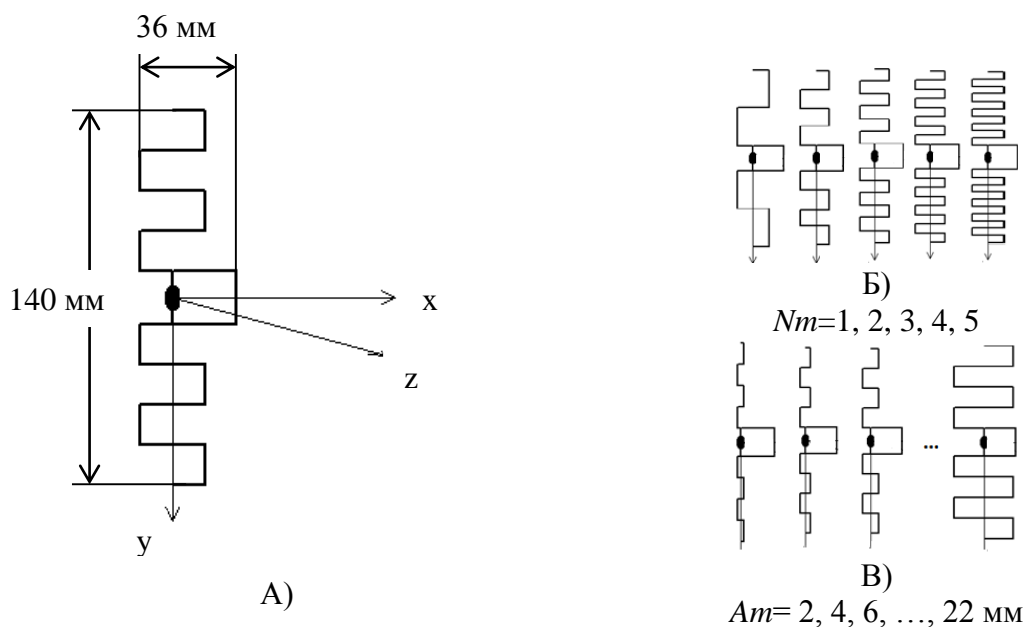 36 мм
140 мм
x
z
y
А)
Б)
Nm=1, 2, 3, 4, 5
...
В)
Am= 2, 4, 6, …, 22 мм